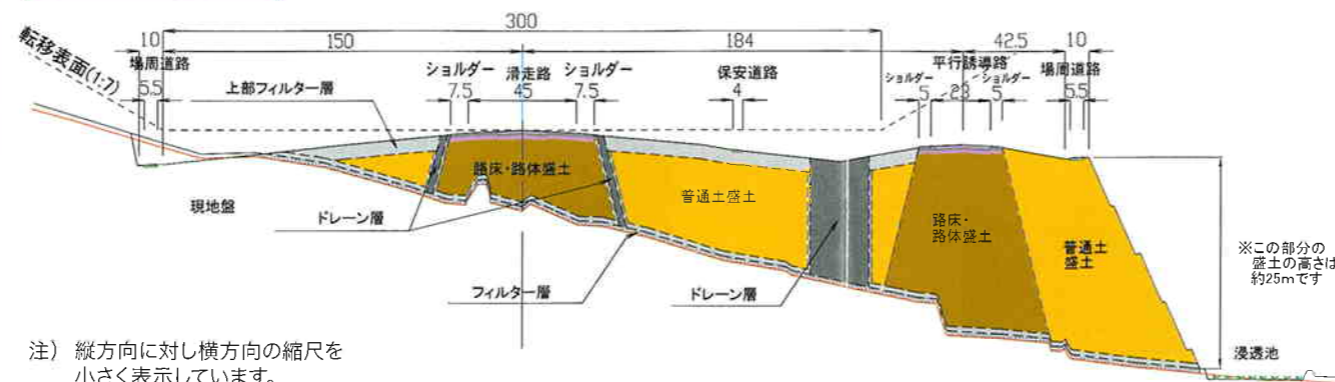 300
10
150
184
42.5
10
転移表面(1:7)
場周道路
ショルダー
滑走路
ショルダー
保安道路
平行誘導路
ショルダー
ショルダー
場周道路
5.5
上部フィルター層
7.5
45
7.5
4
5
23
5
5.5
路床・路体盛土
普通土盛土
現地盤
ドレーン層
路床・
路体盛土
普通土
盛土
※この部分の
盛土の高さは
約25mです
フィルター層
ドレーン層
浸透池
注) 縦方向に対し横方向の縮尺を
小さく表示しています。